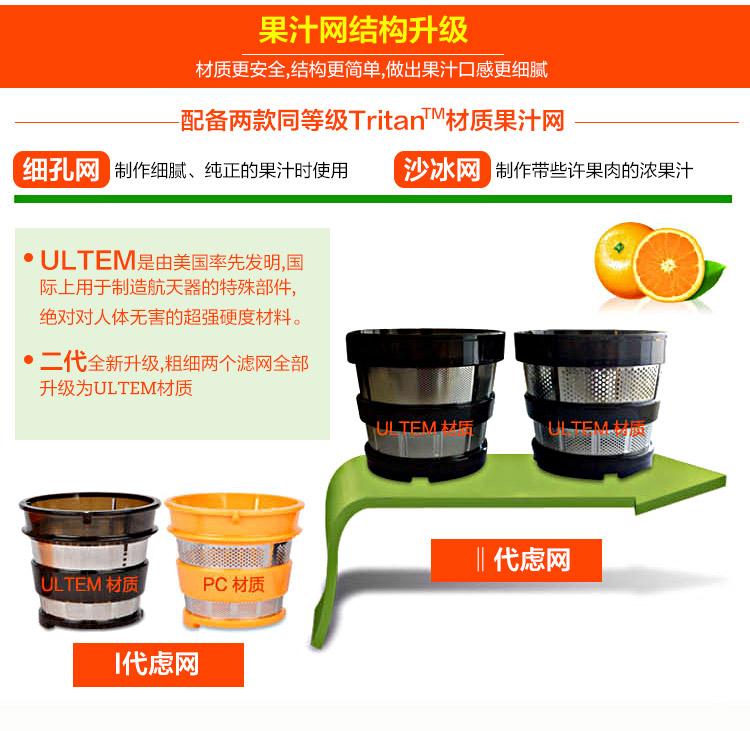 果汁网结构升级
材质更安全,结构更简单,做出果汁口感更细腻
配备两款同等级Tritan™材质果汁网
细孔网 制作细腻、纯正的果汁时使用
沙冰网 制作带些许果肉的浓果汁
ULTEM是由美国率先发明,国
际上用于制造航天器的特殊部件,
绝对对人体无害的超强硬度材料。
二代全新升级,粗细两个滤网全部
升级为ULTEM材质
ULTEM 材质
ULTEM 材质
Ⅱ代虑网
ULTEM 材质
PC 材质
I代虑网